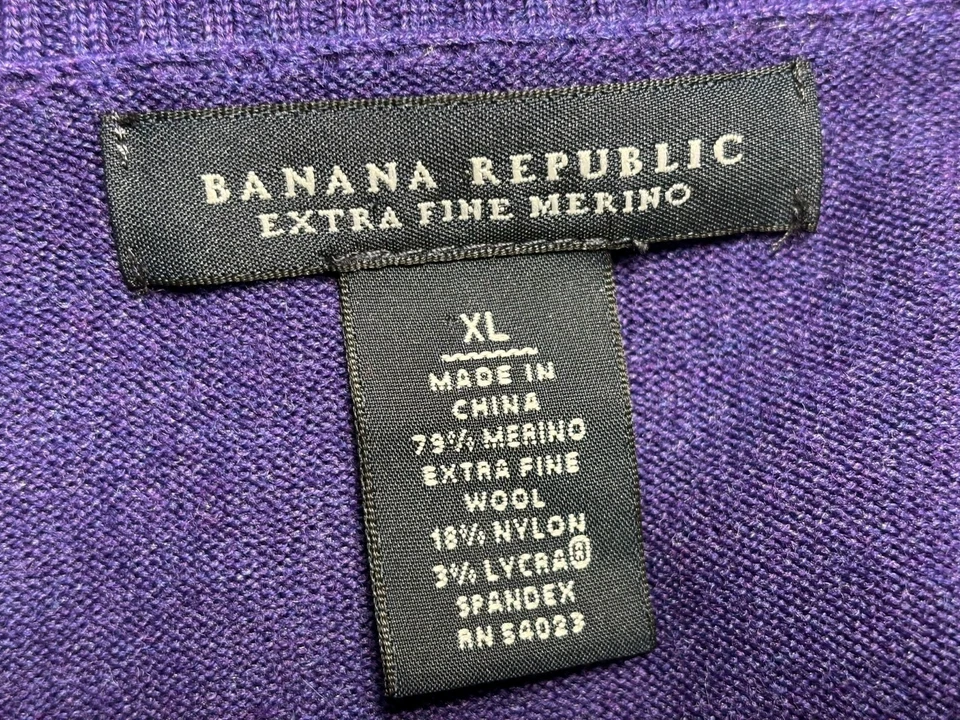 BANANA REPUBLIC
EXTRA FINE MERINO
XL
MADE IN
CHINA
79% MERINO
EXTRA FINE
WOOL
18% NYLON
3% LYCRA®
SPANDEX
RN 54023